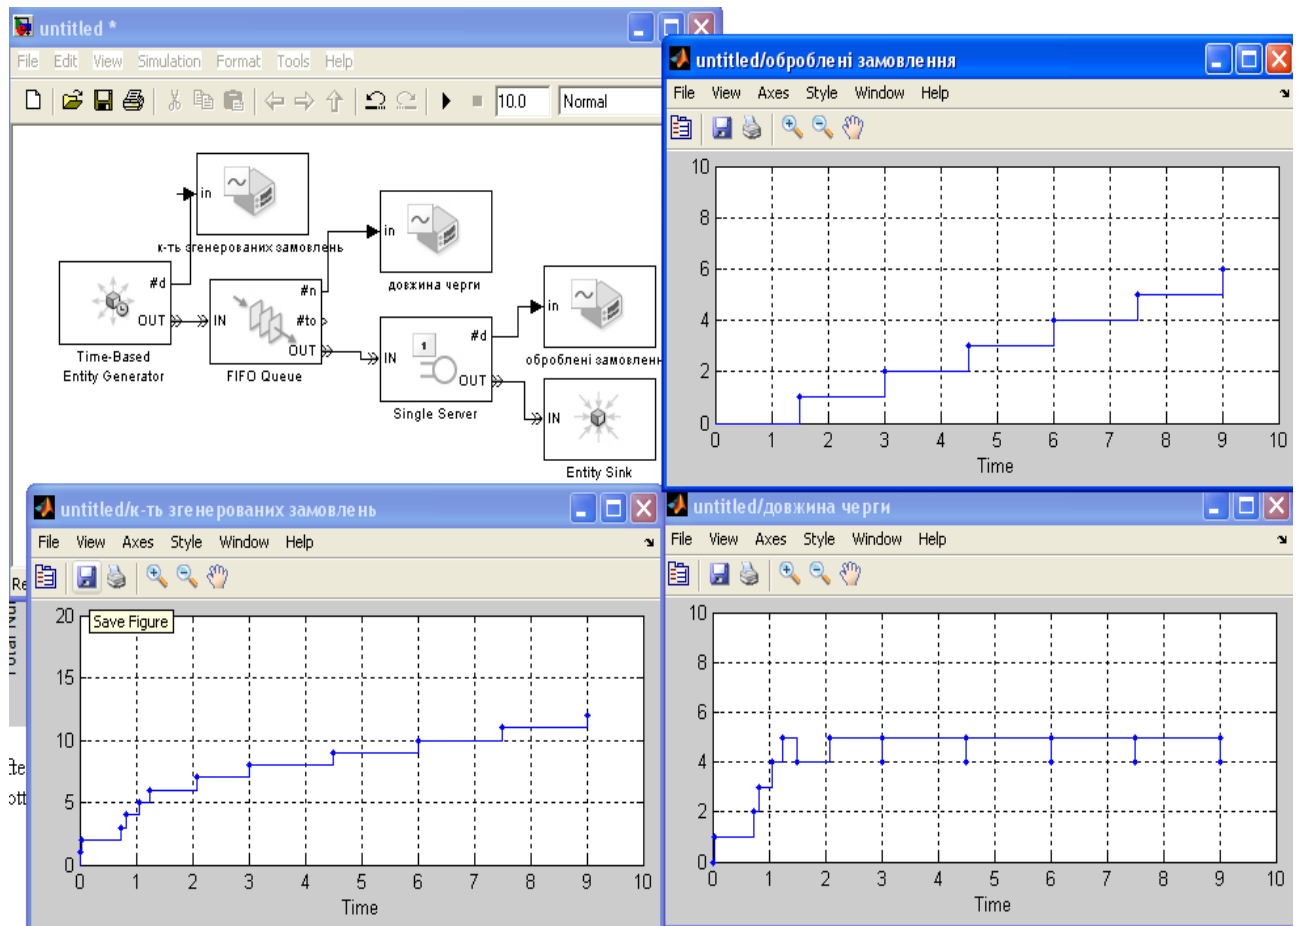 untitled *
File Edit View Simulation Format Tools Help
10.0 Normal
in
к-ть згенерованих замовлень
in
довжина черги
#d
OUT
Time-Based
Entity Generator
IN
#n
#to
OUT
FIFO Queue
IN
1
#d
OUT
Single Server
in
оброблені замовленн
IN
Entity Sink
untitled/оброблені замовлення
File View Axes Style Window Help
10
8
6
4
2
0
0 1 2 3 4 5 6 7 8 9 10
Time
Re
untitled/к-ть згенерованих замовлень
File View Axes Style Window Help
Save Figure
20
15
10
5
0
0 1 2 3 4 5 6 7 8 9 10
Time
untitled/довжина черги
File View Axes Style Window Help
10
8
6
4
2
0
0 1 2 3 4 5 6 7 8 9 10
Time